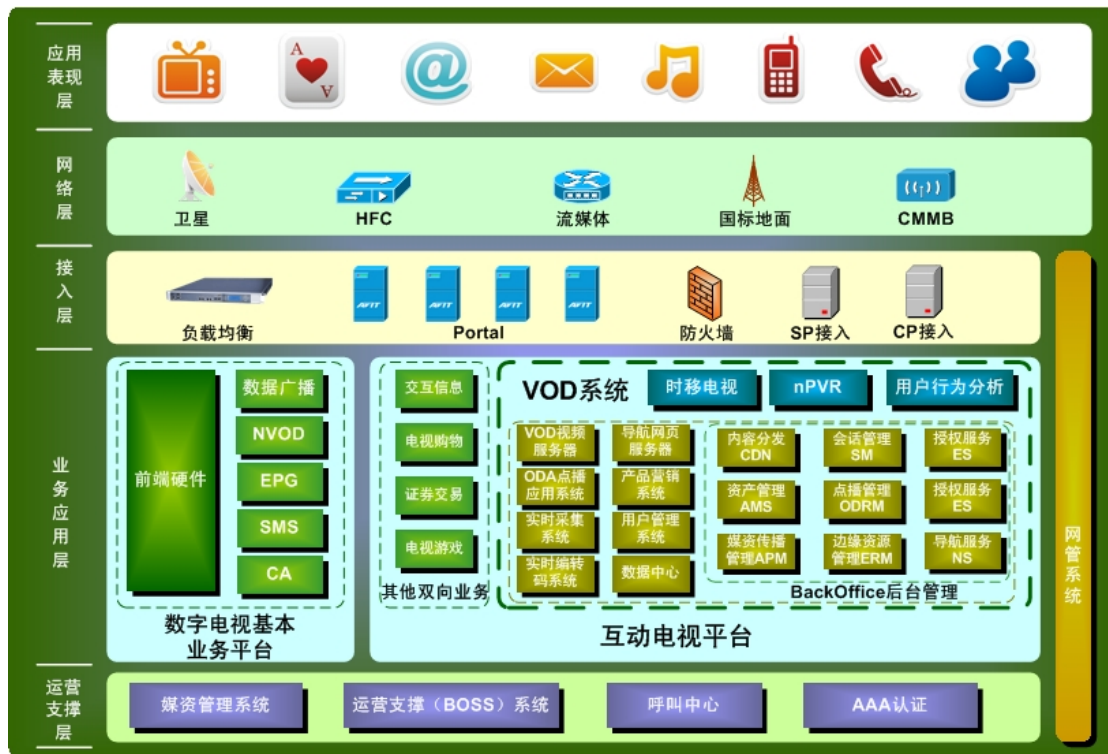 应用
表现
层
A
A
@
网
络
层
卫星
HFC
流媒体
国标地面
CMMB
接
入
层
负载均衡
AVIT
AVIT
AVIT
AVIT
Portal
防火墙
SP接入
CP接入
业
务
应
用
层
前端硬件
数据广播
NVOD
EPG
SMS
CA
数字电视基本
业务平台
交互信息
电视购物
证券交易
电视游戏
其他双向业务
VOD系统
时移电视
nPVR
用户行为分析
VOD视频
服务器
导航网页
服务器
ODA点播
应用系统
产品营销
系统
实时采集
系统
用户管理
系统
实时编转
码系统
数据中心
内容分发
CDN
会话管理
SM
授权服务
ES
资产管理
AMS
点播管理
ODRM
授权服务
ES
媒资传播
管理APM
边缘资源
管理ERM
导航服务
NS
BackOffice后台管理
互动电视平台
网
管
系
统
运营
支撑
层
媒资管理系统
运营支撑（BOSS）系统
呼叫中心
AAA认证